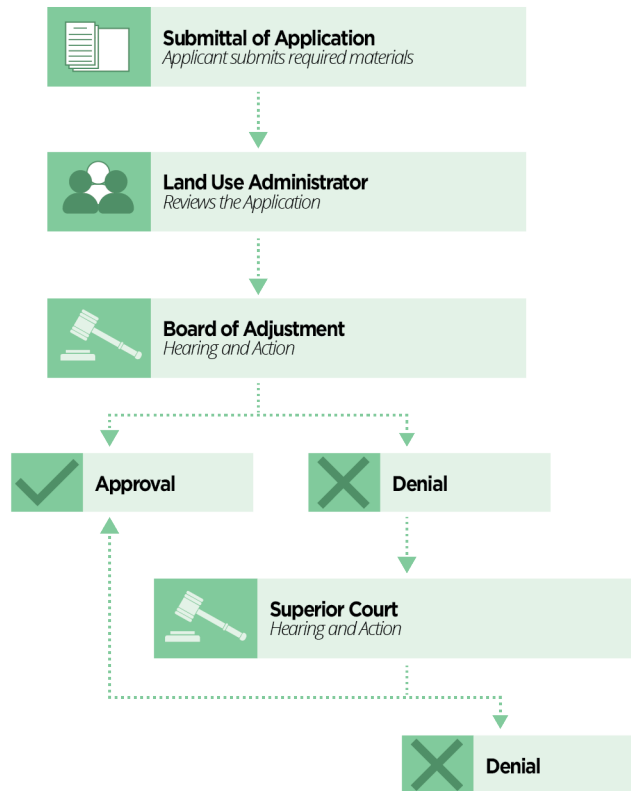 Submittal of Application
Applicant submits required materials
Land Use Administrator
Reviews the Application
Board of Adjustment
Hearing and Action
Approval
Denial
Superior Court
Hearing and Action
Denial